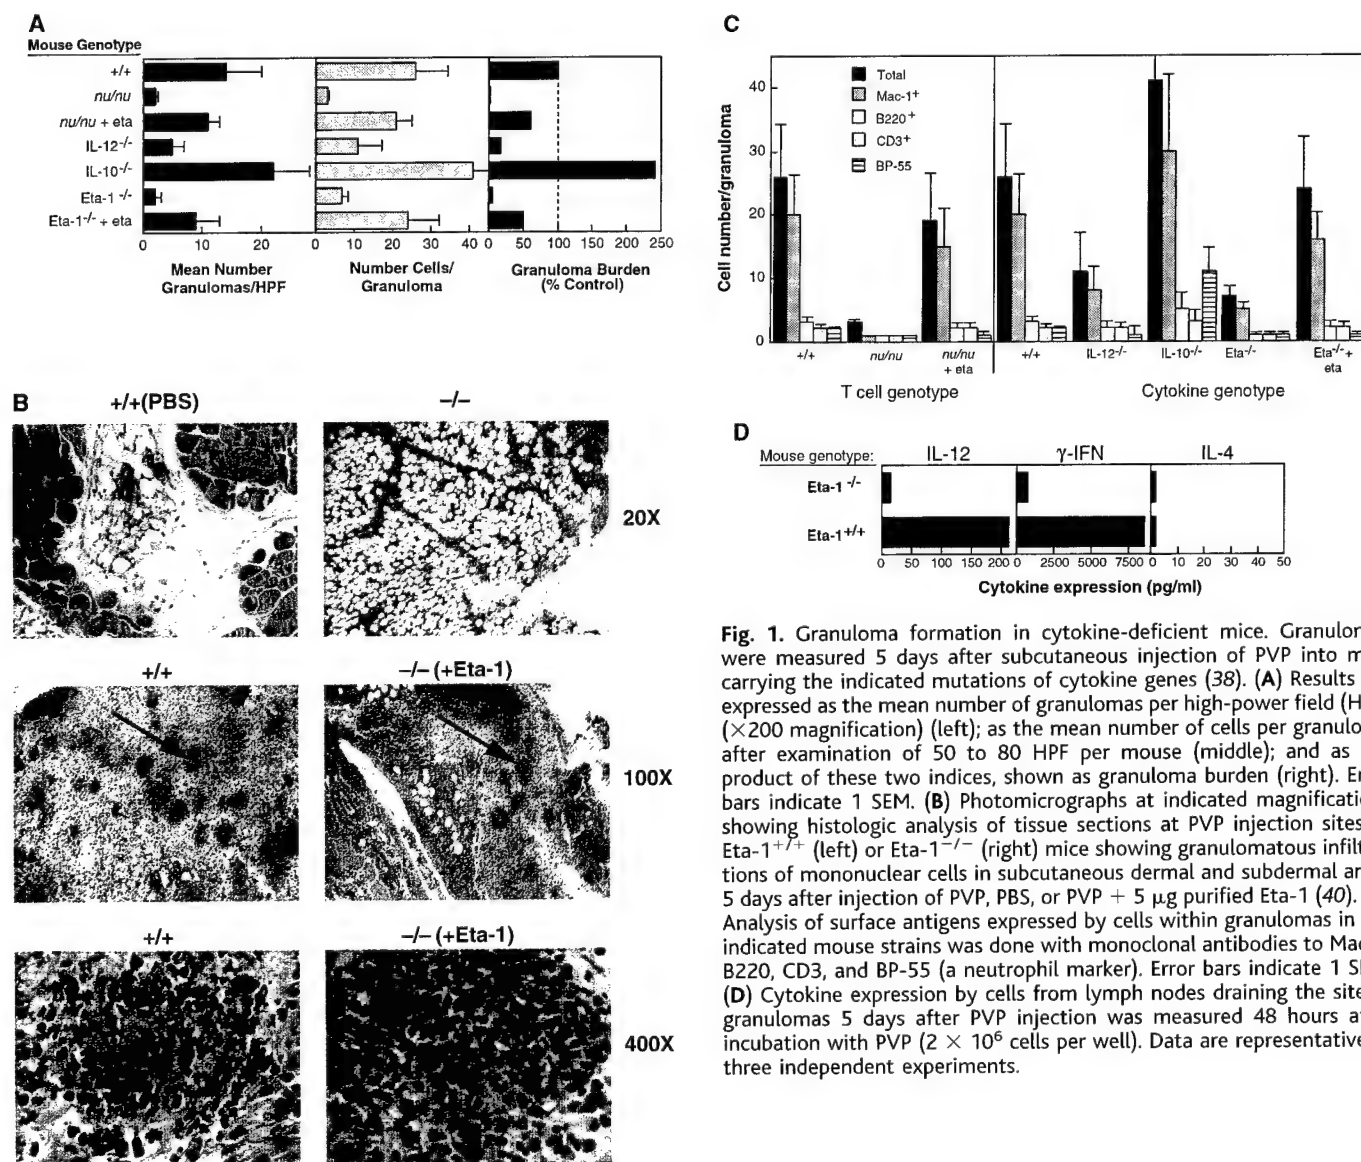 A
Mouse Genotype
+/+
nu/nu
nu/nu + eta
IL-12-/-
IL-10-/-
Eta-1 -/-
Eta-1-/- + eta
0 10 20
0 10 20 30 40
0 50 100 150 200 250
Mean Number
Granulomas/HPF
Number Cells/
Granuloma
Granuloma Burden
(% Control)
B
+/+(PBS)
–/–
20X
+/+
–/– (+Eta-1)
100X
+/+
–/– (+Eta-1)
400X
C
Cell number/granuloma
40
30
20
10
0
Total
Mac-1+
B220+
CD3+
BP-55
+/+
nu/nu
nu/nu
+ eta
+/+
IL-12-/-
IL-10-/-
Eta-/-
Eta-/- +
eta
T cell genotype
Cytokine genotype
D
Mouse genotype:
IL-12
γ-IFN
IL-4
Eta-1 -/-
Eta-1+/+
0 50 100 150 200
0 2500 5000 7500
0 10 20 30 40 50
Cytokine expression (pg/ml)
Fig. 1. Granuloma formation in cytokine-deficient mice. Granulom
were measured 5 days after subcutaneous injection of PVP into m
carrying the indicated mutations of cytokine genes (38). (A) Results
expressed as the mean number of granulomas per high-power field (H
(×200 magnification) (left); as the mean number of cells per granulo
after examination of 50 to 80 HPF per mouse (middle); and as
product of these two indices, shown as granuloma burden (right). Er
bars indicate 1 SEM. (B) Photomicrographs at indicated magnificatio
showing histologic analysis of tissue sections at PVP injection sites
Eta-1+/+ (left) or Eta-1−/− (right) mice showing granulomatous infilt
tions of mononuclear cells in subcutaneous dermal and subdermal ar
5 days after injection of PVP, PBS, or PVP + 5 μg purified Eta-1 (40).
Analysis of surface antigens expressed by cells within granulomas in
indicated mouse strains was done with monoclonal antibodies to Mac
B220, CD3, and BP-55 (a neutrophil marker). Error bars indicate 1 S
(D) Cytokine expression by cells from lymph nodes draining the site
granulomas 5 days after PVP injection was measured 48 hours a
incubation with PVP (2 × 10⁶ cells per well). Data are representative
three independent experiments.